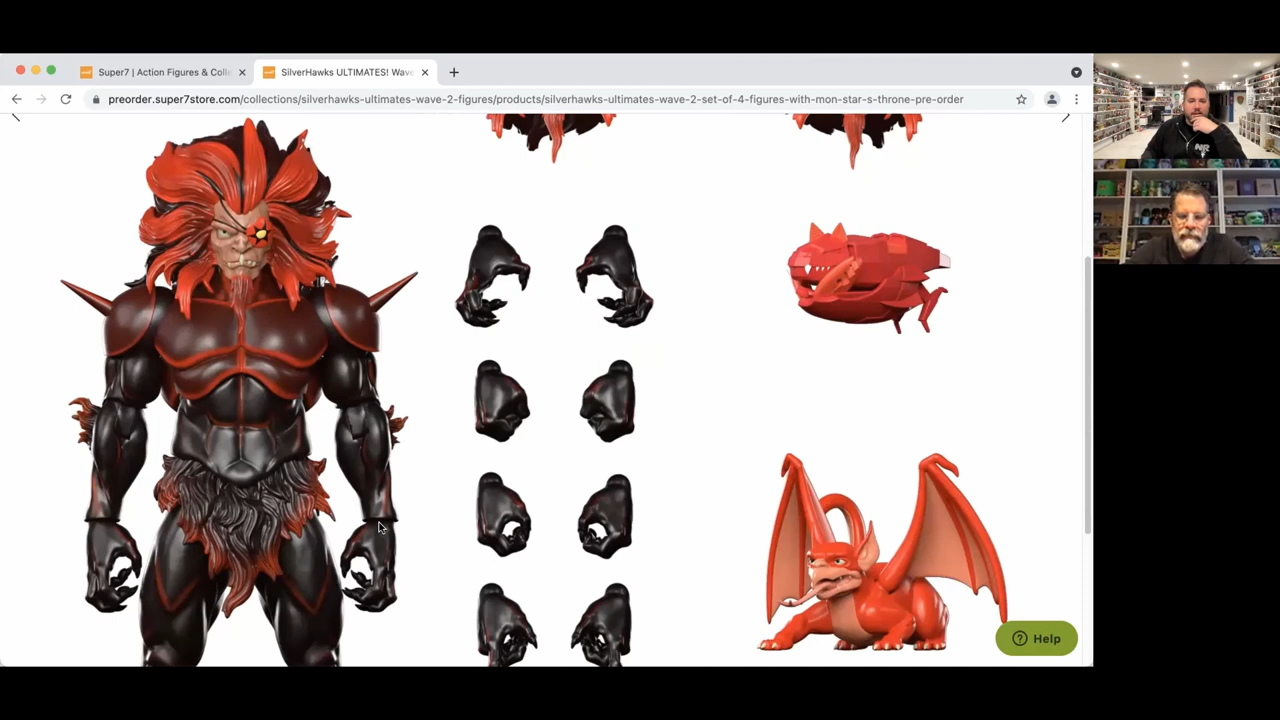 Super7 | Action Figures & Colle
SilverHawks ULTIMATES! Wave
preorder.super7store.com/collections/silverhawks-ultimates-wave-2-figures/products/silverhawks-ultimates-wave-2-set-of-4-figures-with-mon-star-s-throne-pre-order
Help